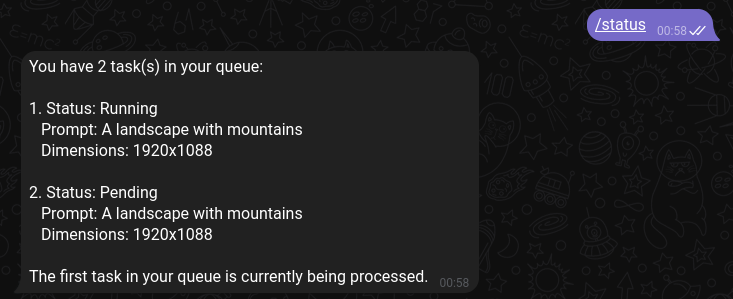 /status 00:58
You have 2 task(s) in your queue:
1. Status: Running
Prompt: A landscape with mountains
Dimensions: 1920x1088
2. Status: Pending
Prompt: A landscape with mountains
Dimensions: 1920x1088
The first task in your queue is currently being processed. 00:58